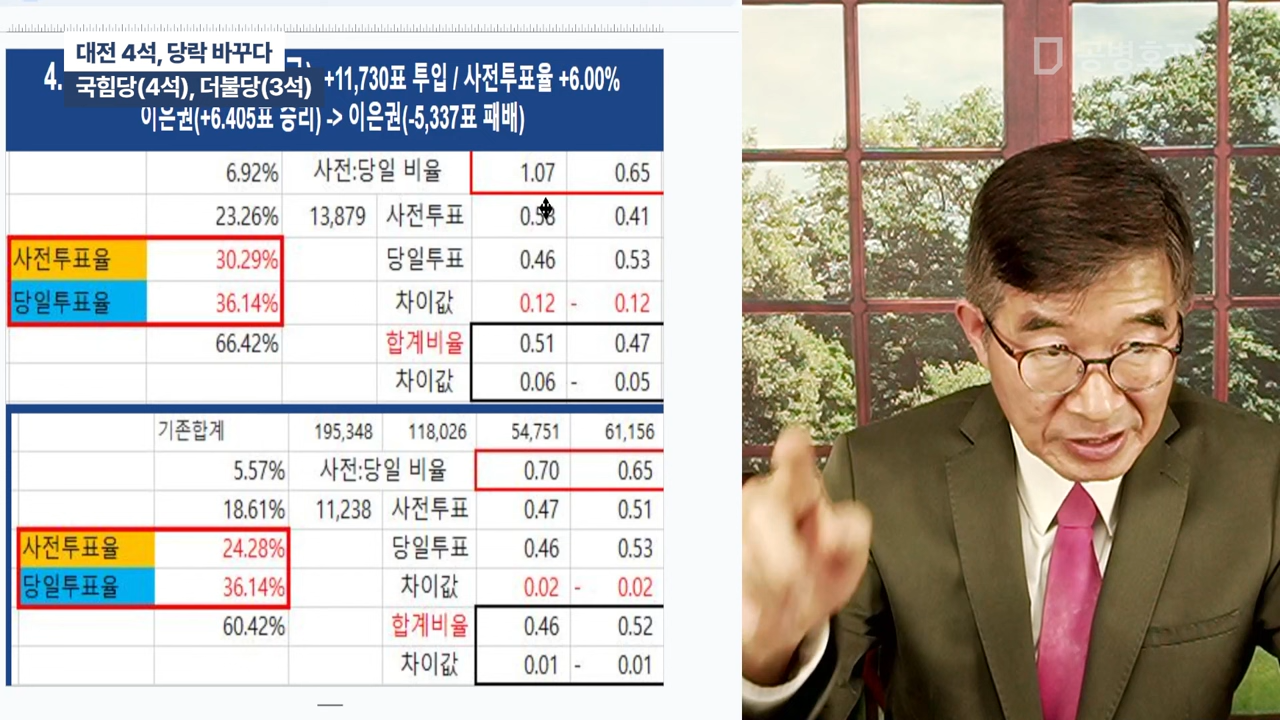 대전 4석, 당락 바꾸다
국힘당(4석), 더불당(3석)
4. +11,730표 투입 / 사전투표율 +6.00%
이은권(+6.405표 승리) -> 이은권(-5,337표 패배)
6.92% 사전:당일 비율 1.07 0.65
23.26% 13,879 사전투표 0.41
사전투표율 30.29% 당일투표 0.46 0.53
당일투표율 36.14% 차이값 0.12 - 0.12
66.42% 합계비율 0.51 0.47
차이값 0.06 - 0.05
기존합계 195,348 118,026 54,751 61,156
5.57% 사전:당일 비율 0.70 0.65
18.61% 11,238 사전투표 0.47 0.51
사전투표율 24.28% 당일투표 0.46 0.53
당일투표율 36.14% 차이값 0.02 - 0.02
60.42% 합계비율 0.46 0.52
차이값 0.01 - 0.01